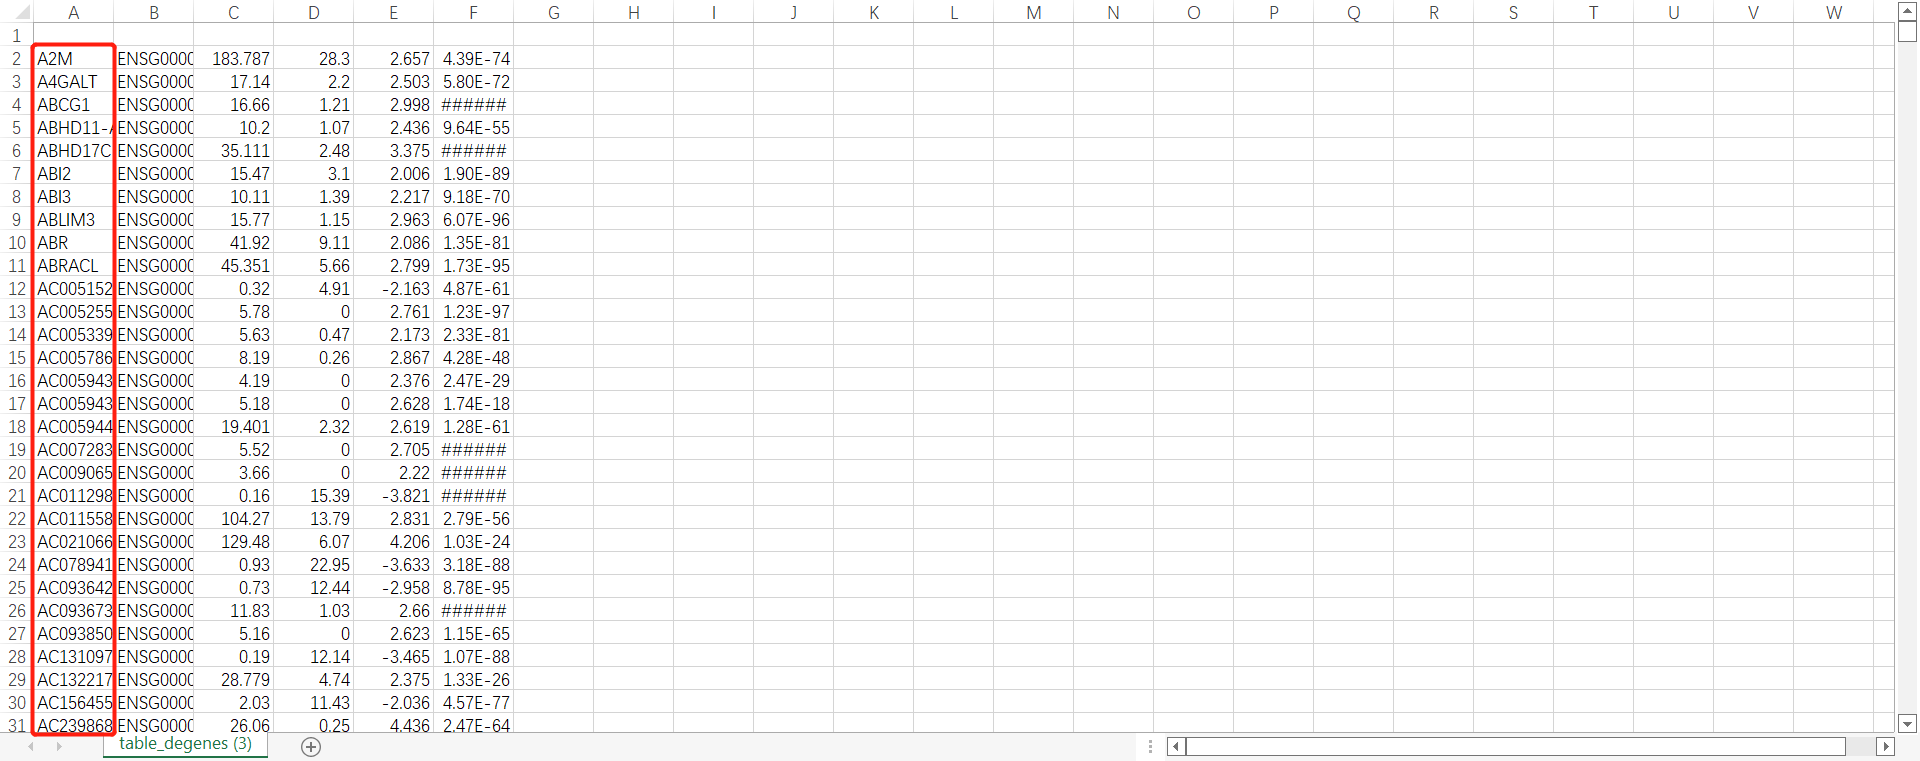 A B C D E F G H I J K L M N O P Q R S T U V W
1
2 A2M ENSG0000 183.787 28.3 2.657 4.39E-74
3 A4GALT ENSG0000 17.14 2.2 2.503 5.80E-72
4 ABCG1 ENSG0000 16.66 1.21 2.998 ######
5 ABHD11-A ENSG0000 10.2 1.07 2.436 9.64E-55
6 ABHD17C ENSG0000 35.111 2.48 3.375 ######
7 ABI2 ENSG0000 15.47 3.1 2.006 1.90E-89
8 ABI3 ENSG0000 10.11 1.39 2.217 9.18E-70
9 ABLIM3 ENSG0000 15.77 1.15 2.963 6.07E-96
10 ABR ENSG0000 41.92 9.11 2.086 1.35E-81
11 ABRACL ENSG0000 45.351 5.66 2.799 1.73E-95
12 AC005152 ENSG0000 0.32 4.91 -2.163 4.87E-61
13 AC005255 ENSG0000 5.78 0 2.761 1.23E-97
14 AC005339 ENSG0000 5.63 0.47 2.173 2.33E-81
15 AC005786 ENSG0000 8.19 0.26 2.867 4.28E-48
16 AC005943 ENSG0000 4.19 0 2.376 2.47E-29
17 AC005943 ENSG0000 5.18 0 2.628 1.74E-18
18 AC005944 ENSG0000 19.401 2.32 2.619 1.28E-61
19 AC007283 ENSG0000 5.52 0 2.705 ######
20 AC009065 ENSG0000 3.66 0 2.22 ######
21 AC011298 ENSG0000 0.16 15.39 -3.821 ######
22 AC011558 ENSG0000 104.27 13.79 2.831 2.79E-56
23 AC021066 ENSG0000 129.48 6.07 4.206 1.03E-24
24 AC078941 ENSG0000 0.93 22.95 -3.633 3.18E-88
25 AC093642 ENSG0000 0.73 12.44 -2.958 8.78E-95
26 AC093673 ENSG0000 11.83 1.03 2.66 ######
27 AC093850 ENSG0000 5.16 0 2.623 1.15E-65
28 AC131097 ENSG0000 0.19 12.14 -3.465 1.07E-88
29 AC132217 ENSG0000 28.779 4.74 2.375 1.33E-26
30 AC156455 ENSG0000 2.03 11.43 -2.036 4.57E-77
31 AC239868 ENSG0000 26.06 0.25 4.436 2.47E-64
table_degenes (3)